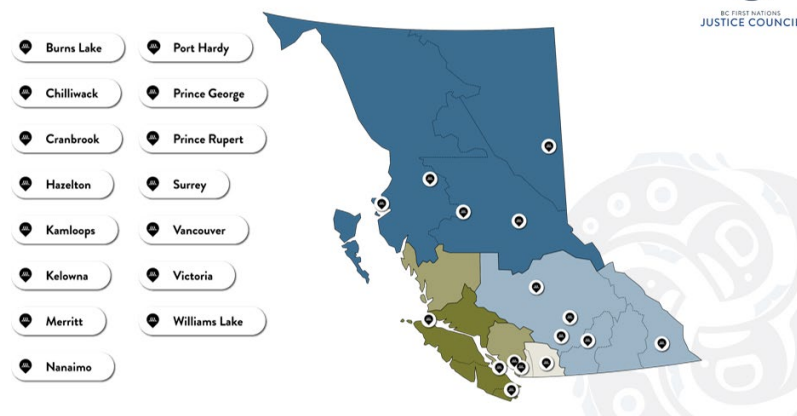 BC FIRST NATIONS
JUSTICE COUNCIL
Burns Lake
Chilliwack
Cranbrook
Hazelton
Kamloops
Kelowna
Merritt
Nanaimo
Port Hardy
Prince George
Prince Rupert
Surrey
Vancouver
Victoria
Williams Lake